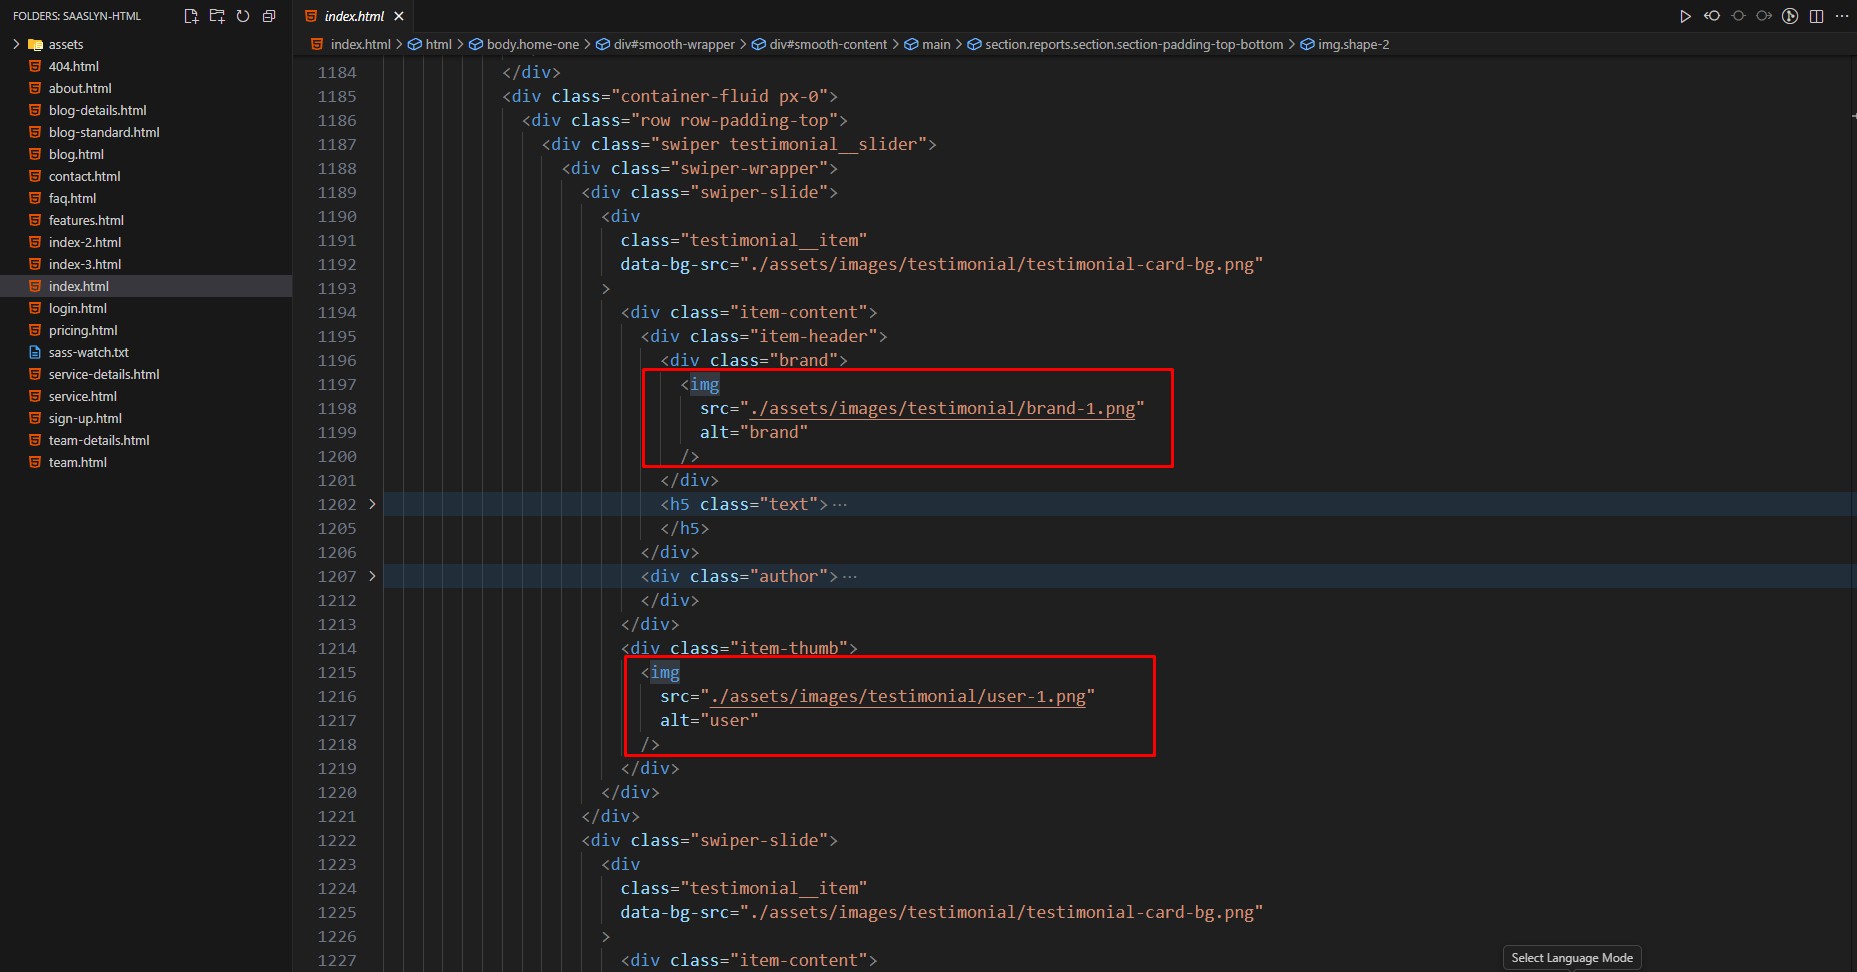 FOLDERS: SAASLYN-HTML
assets
404.html
about.html
blog-details.html
blog-standard.html
blog.html
contact.html
faq.html
features.html
index-2.html
index-3.html
index.html
login.html
pricing.html
sass-watch.txt
service-details.html
service.html
sign-up.html
team-details.html
team.html
index.html
index.html > html > body.home-one > div#smooth-wrapper > div#smooth-content > main > section.reports.section.section-padding-top-bottom > img.shape-2
1184 </div>
1185 <div class="container-fluid px-0">
1186 <div class="row row-padding-top">
1187 <div class="swiper testimonial__slider">
1188 <div class="swiper-wrapper">
1189 <div class="swiper-slide">
1190 <div
1191 class="testimonial__item"
1192 data-bg-src="./assets/images/testimonial/testimonial-card-bg.png"
1193 >
1194 <div class="item-content">
1195 <div class="item-header">
1196 <div class="brand">
1197 <img
1198 src="./assets/images/testimonial/brand-1.png"
1199 alt="brand"
1200 />
1201 </div>
1202 <h5 class="text">···
1205 </h5>
1206 </div>
1207 <div class="author">···
1212 </div>
1213 </div>
1214 <div class="item-thumb">
1215 <img
1216 src="./assets/images/testimonial/user-1.png"
1217 alt="user"
1218 />
1219 </div>
1220 </div>
1221 </div>
1222 <div class="swiper-slide">
1223 <div
1224 class="testimonial__item"
1225 data-bg-src="./assets/images/testimonial/testimonial-card-bg.png"
1226 >
1227 <div class="item-content">
Select Language Mode